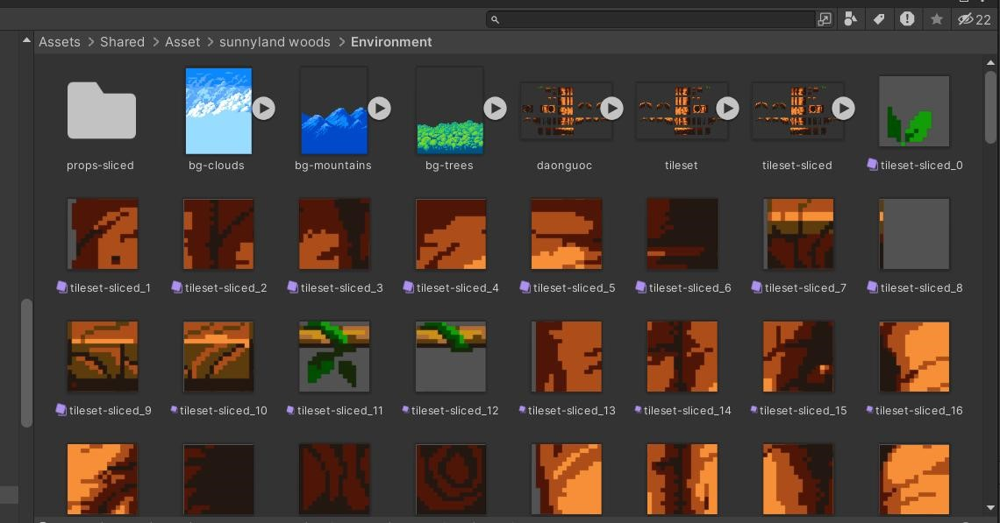 22
Assets > Shared > Asset > sunnyland woods > Environment
props-sliced bg-clouds bg-mountains bg-trees daonguoc tileset tileset-sliced tileset-sliced_0
tileset-sliced_1 tileset-sliced_2 tileset-sliced_3 tileset-sliced_4 tileset-sliced_5 tileset-sliced_6 tileset-sliced_7 tileset-sliced_8
tileset-sliced_9 tileset-sliced_10 tileset-sliced_11 tileset-sliced_12 tileset-sliced_13 tileset-sliced_14 tileset-sliced_15 tileset-sliced_16